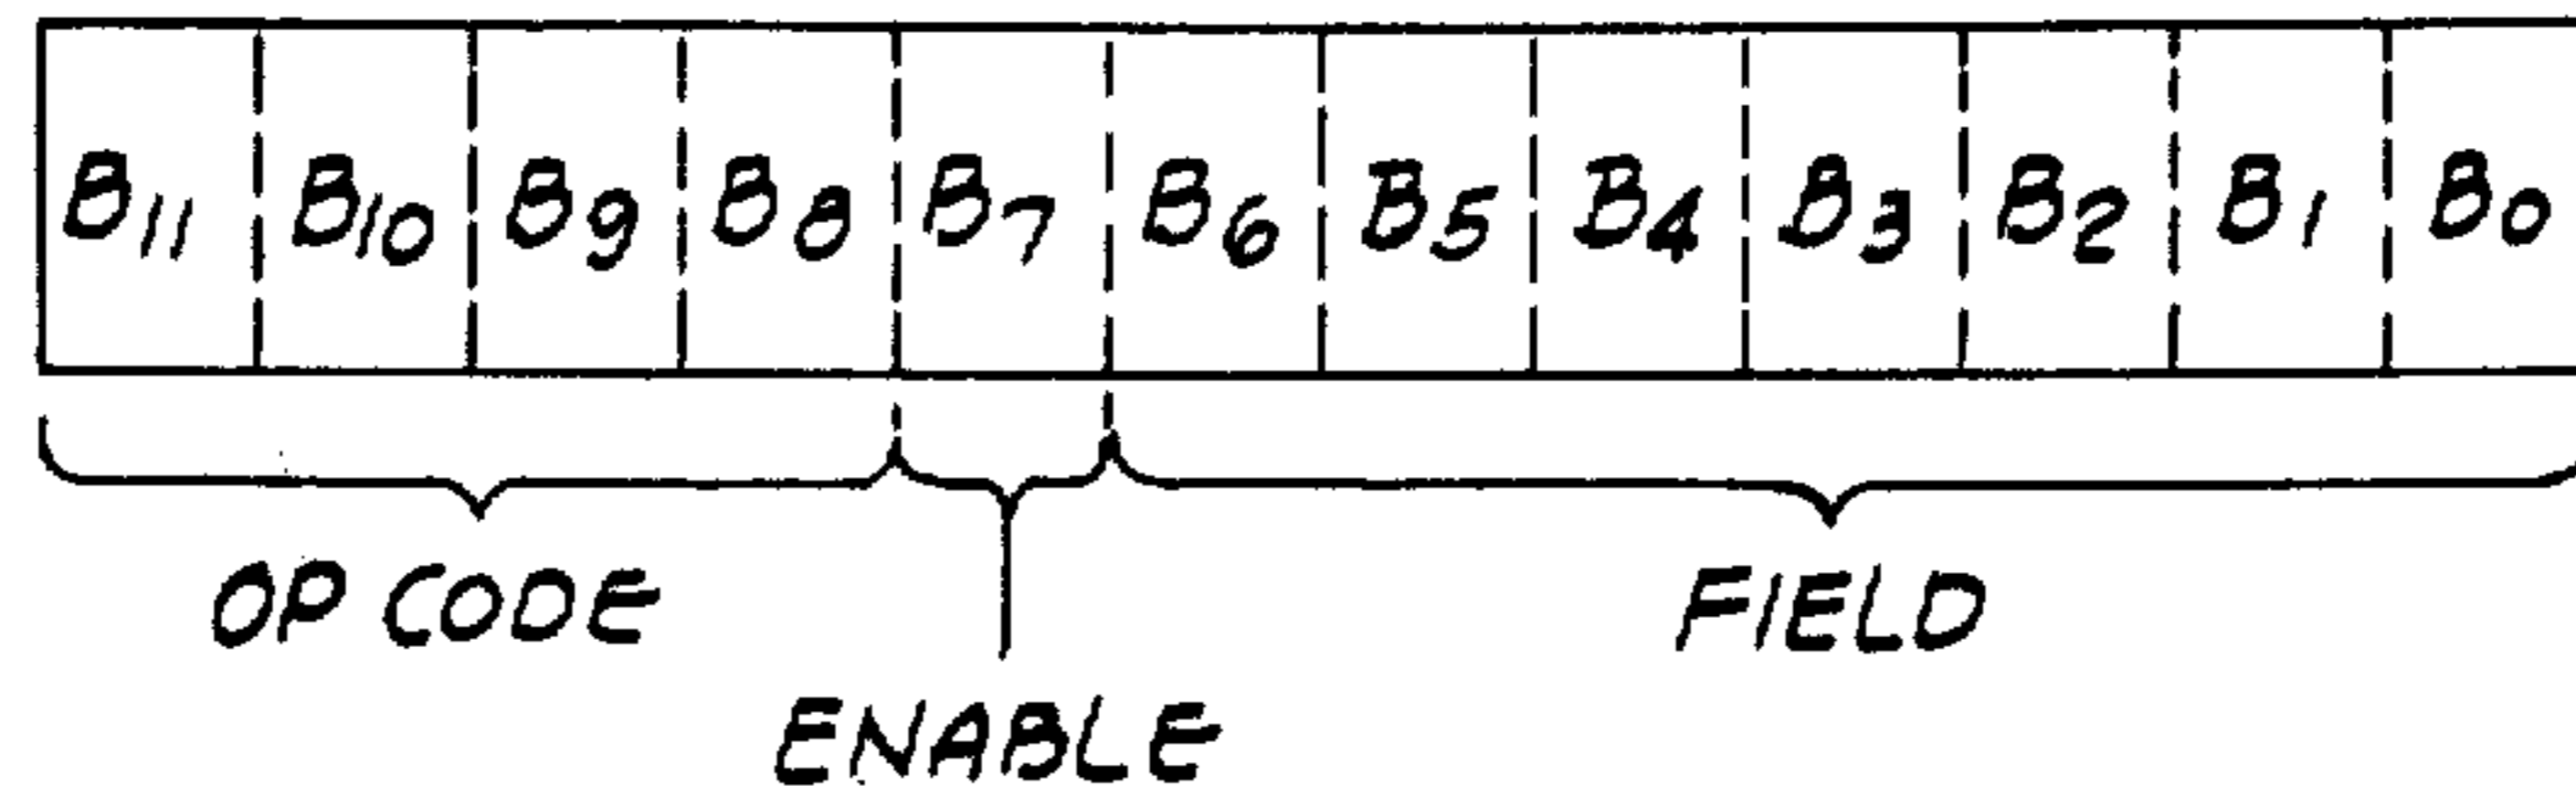 B₁₁ B₁₀ B₉ B₈ B₇ B₆ B₅ B₄ B₃ B₂ B₁ B₀
OP CODE FIELD
ENABLE